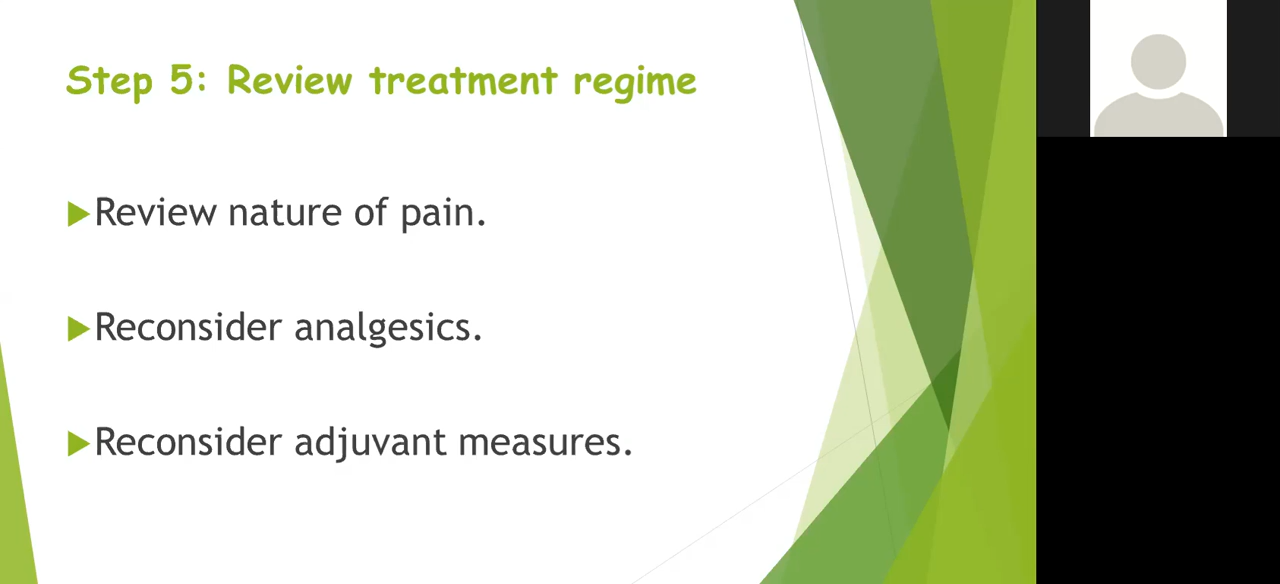 Step 5: Review treatment regime
Review nature of pain.
Reconsider analgesics.
Reconsider adjuvant measures.